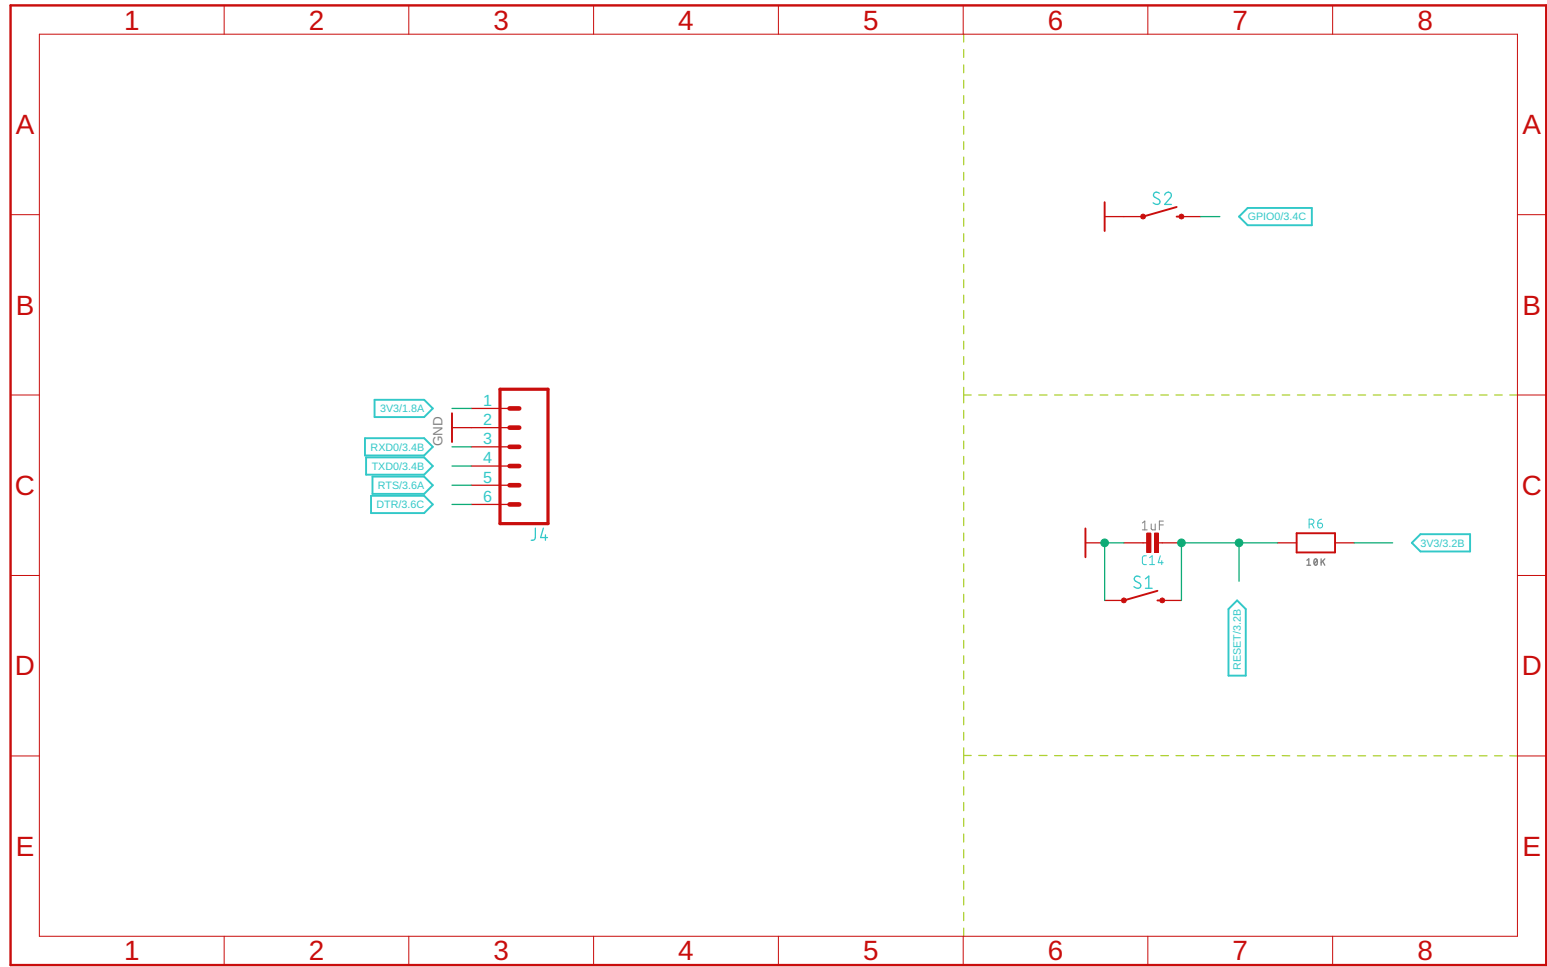 1 2 3 4 5 6 7 8
A A
S2
GPIO0/3.4C
B B
3V3/1.8A 1
GND 2
RXD0/3.4B 3
TXD0/3.4B 4
C C
RTS/3.6A 5
DTR/3.6C 6
J4
1uF R6
3V3/3.2B
C14 10K
S1
RESET/3.2B
D D
E E
1 2 3 4 5 6 7 8